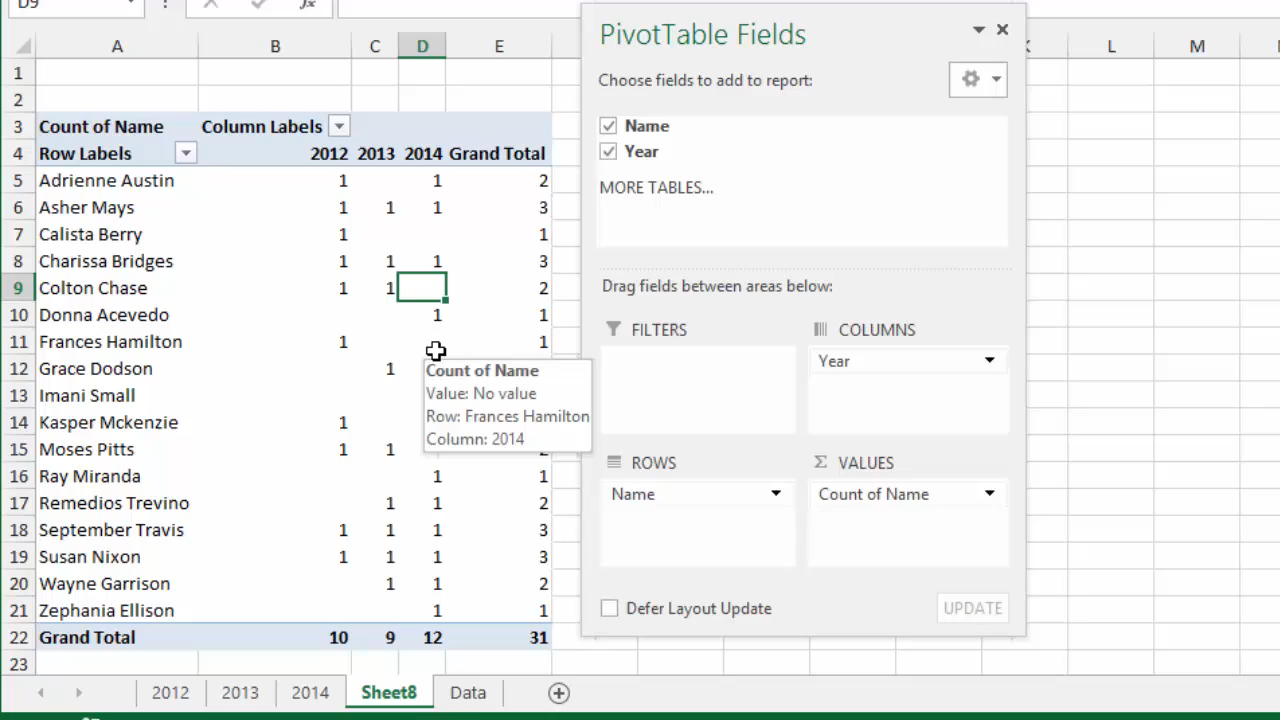 D9
fx
A B C D E K L M
1
2
3 Count of Name Column Labels
4 Row Labels 2012 2013 2014 Grand Total
5 Adrienne Austin 1 1 2
6 Asher Mays 1 1 1 3
7 Calista Berry 1 1
8 Charissa Bridges 1 1 1 3
9 Colton Chase 1 1 2
10 Donna Acevedo 1 1
11 Frances Hamilton 1 1
12 Grace Dodson 1
13 Imani Small
14 Kasper Mckenzie 1
15 Moses Pitts 1 1
16 Ray Miranda 1 1
17 Remedios Trevino 1 1 2
18 September Travis 1 1 1 3
19 Susan Nixon 1 1 1 3
20 Wayne Garrison 1 1 2
21 Zephania Ellison 1 1
22 Grand Total 10 9 12 31
23
Count of Name
Value: No value
Row: Frances Hamilton
Column: 2014
PivotTable Fields
Choose fields to add to report:
Name
Year
MORE TABLES...
Drag fields between areas below:
FILTERS
COLUMNS
Year
ROWS
Name
VALUES
Count of Name
Defer Layout Update
UPDATE
2012 2013 2014 Sheet8 Data